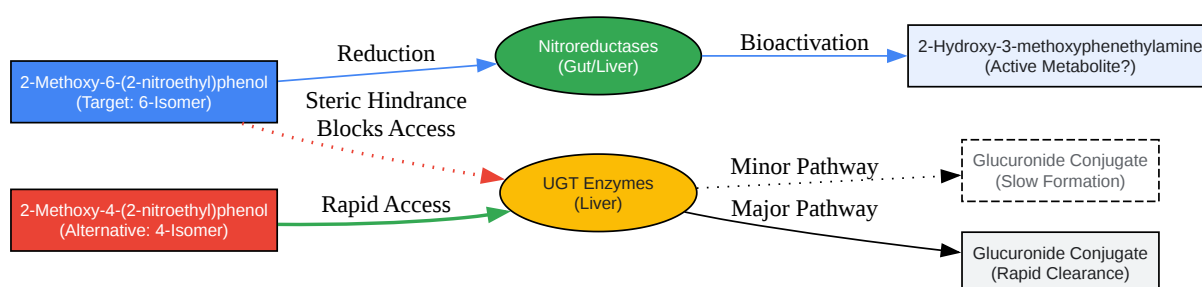 2-Methoxy-6-(2-nitroethyl)phenol
(Target: 6-Isomer)
Reduction
Nitroreductases
(Gut/Liver)
Bioactivation
2-Hydroxy-3-methoxyphenethylamine
(Active Metabolite?)
Steric Hindrance
Blocks Access
2-Methoxy-4-(2-nitroethyl)phenol
(Alternative: 4-Isomer)
Rapid Access
UGT Enzymes
(Liver)
Minor Pathway
Glucuronide Conjugate
(Slow Formation)
Major Pathway
Glucuronide Conjugate
(Rapid Clearance)